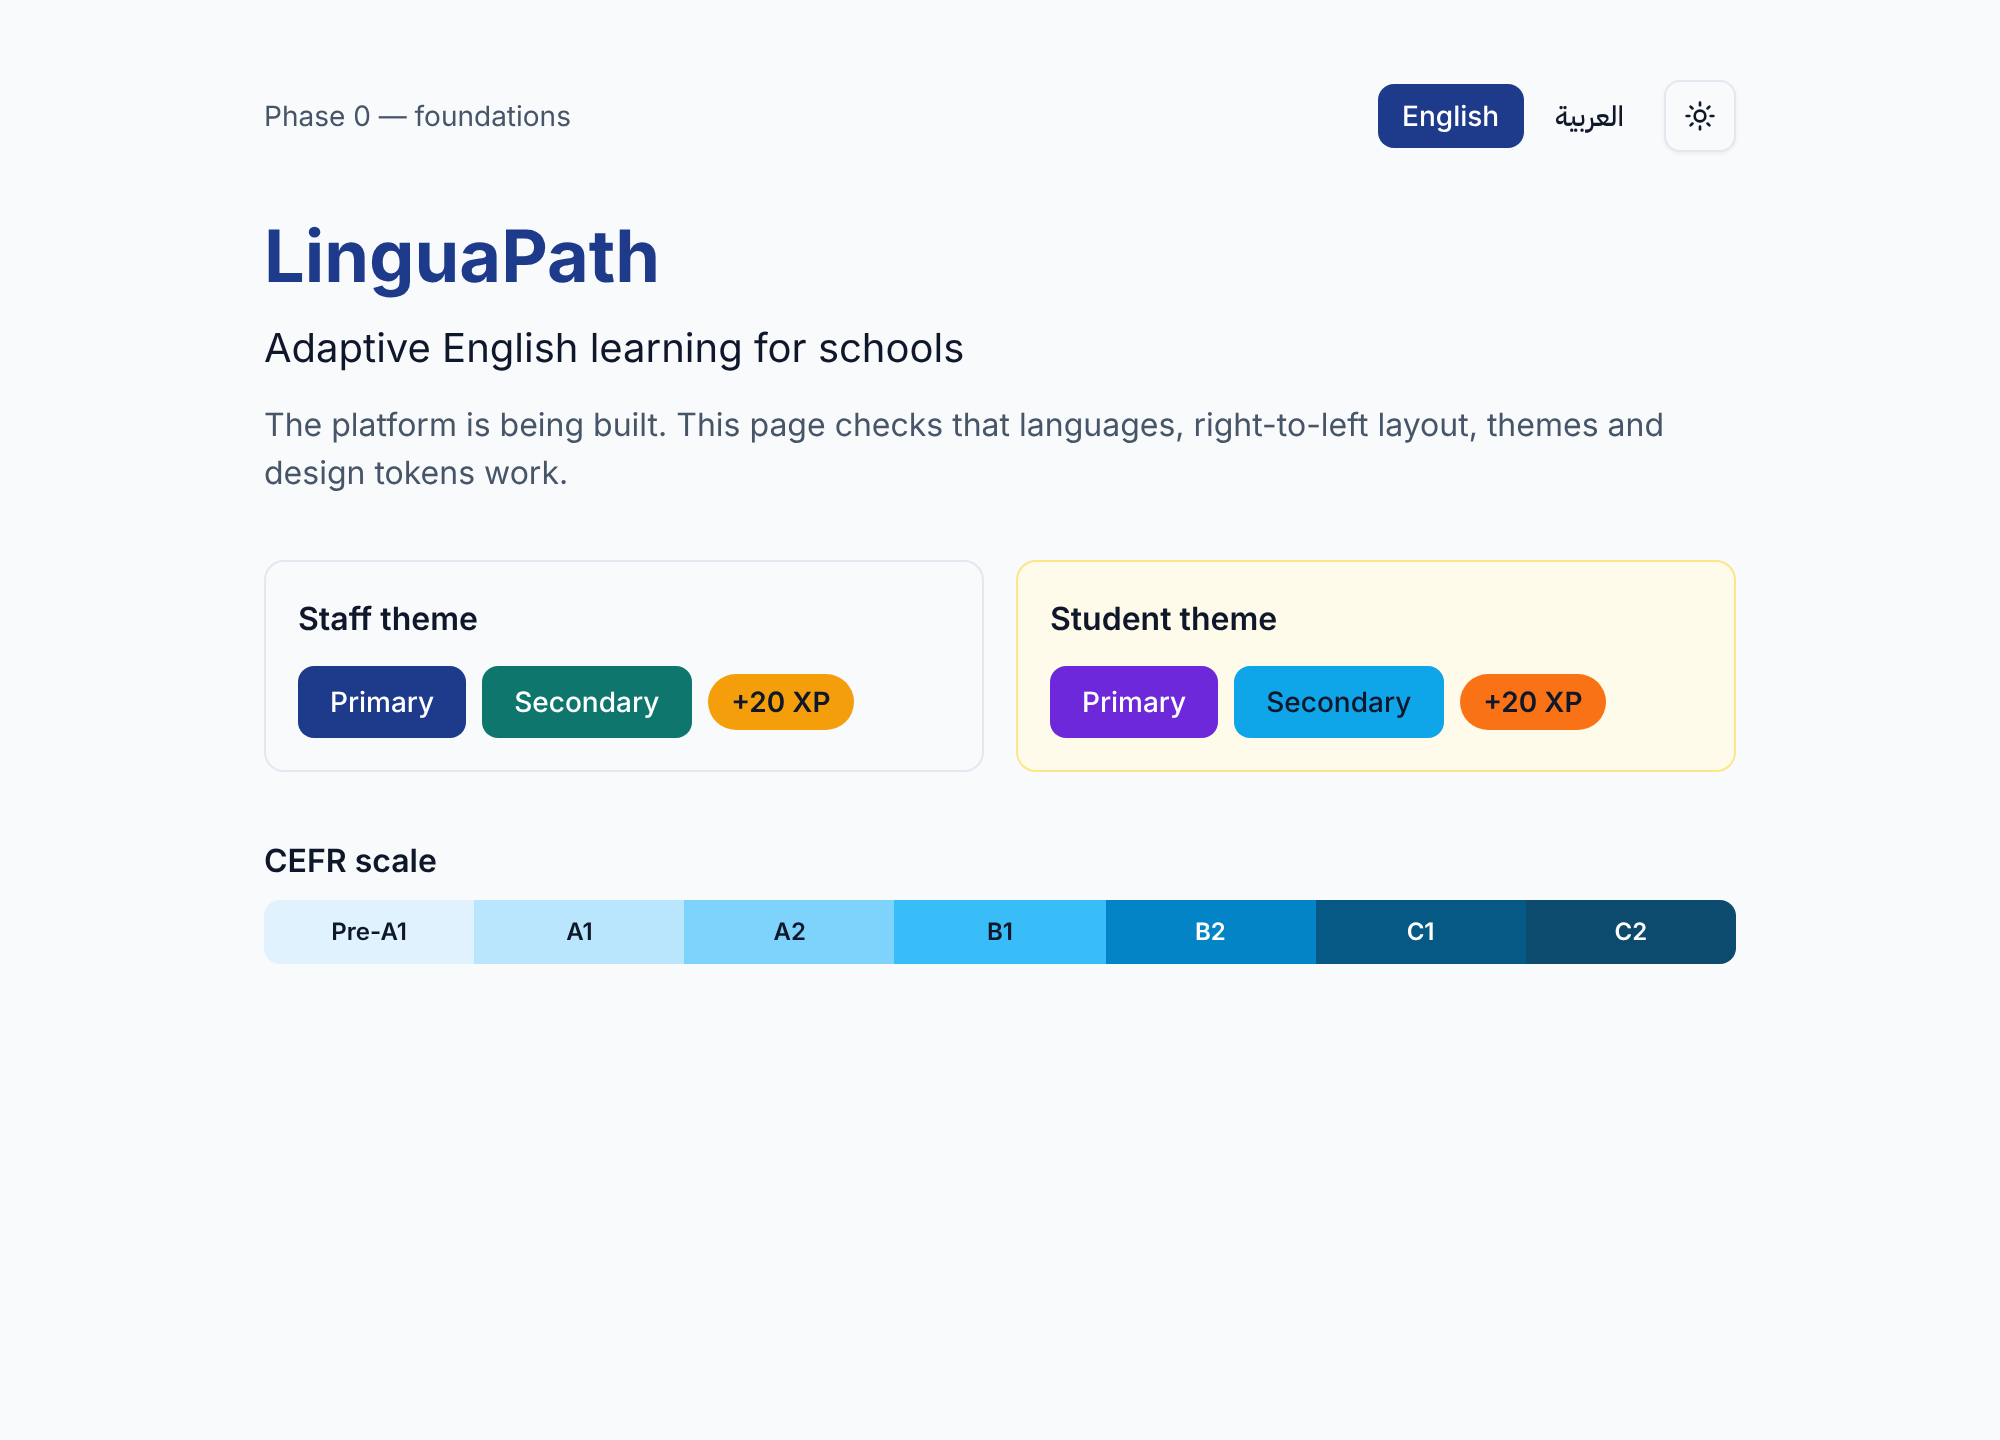 Phase 0 — foundations
English
العربية
LinguaPath
Adaptive English learning for schools
The platform is being built. This page checks that languages, right-to-left layout, themes and
design tokens work.
Staff theme
Primary
Secondary
+20 XP
Student theme
Primary
Secondary
+20 XP
CEFR scale
Pre-A1
A1
A2
B1
B2
C1
C2